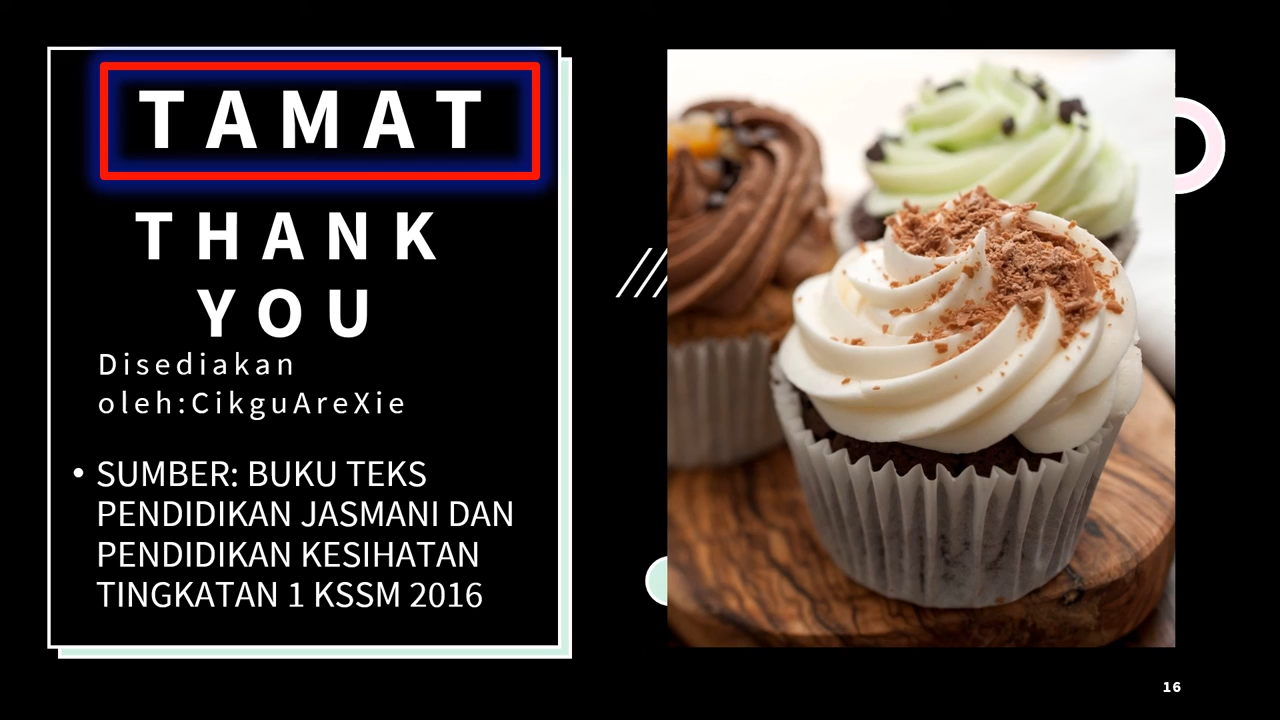 TAMAT
THANK
YOU
Disediakan
oleh:CikguAreXie
• SUMBER: BUKU TEKS
PENDIDIKAN JASMANI DAN
PENDIDIKAN KESIHATAN
TINGKATAN 1 KSSM 2016
16